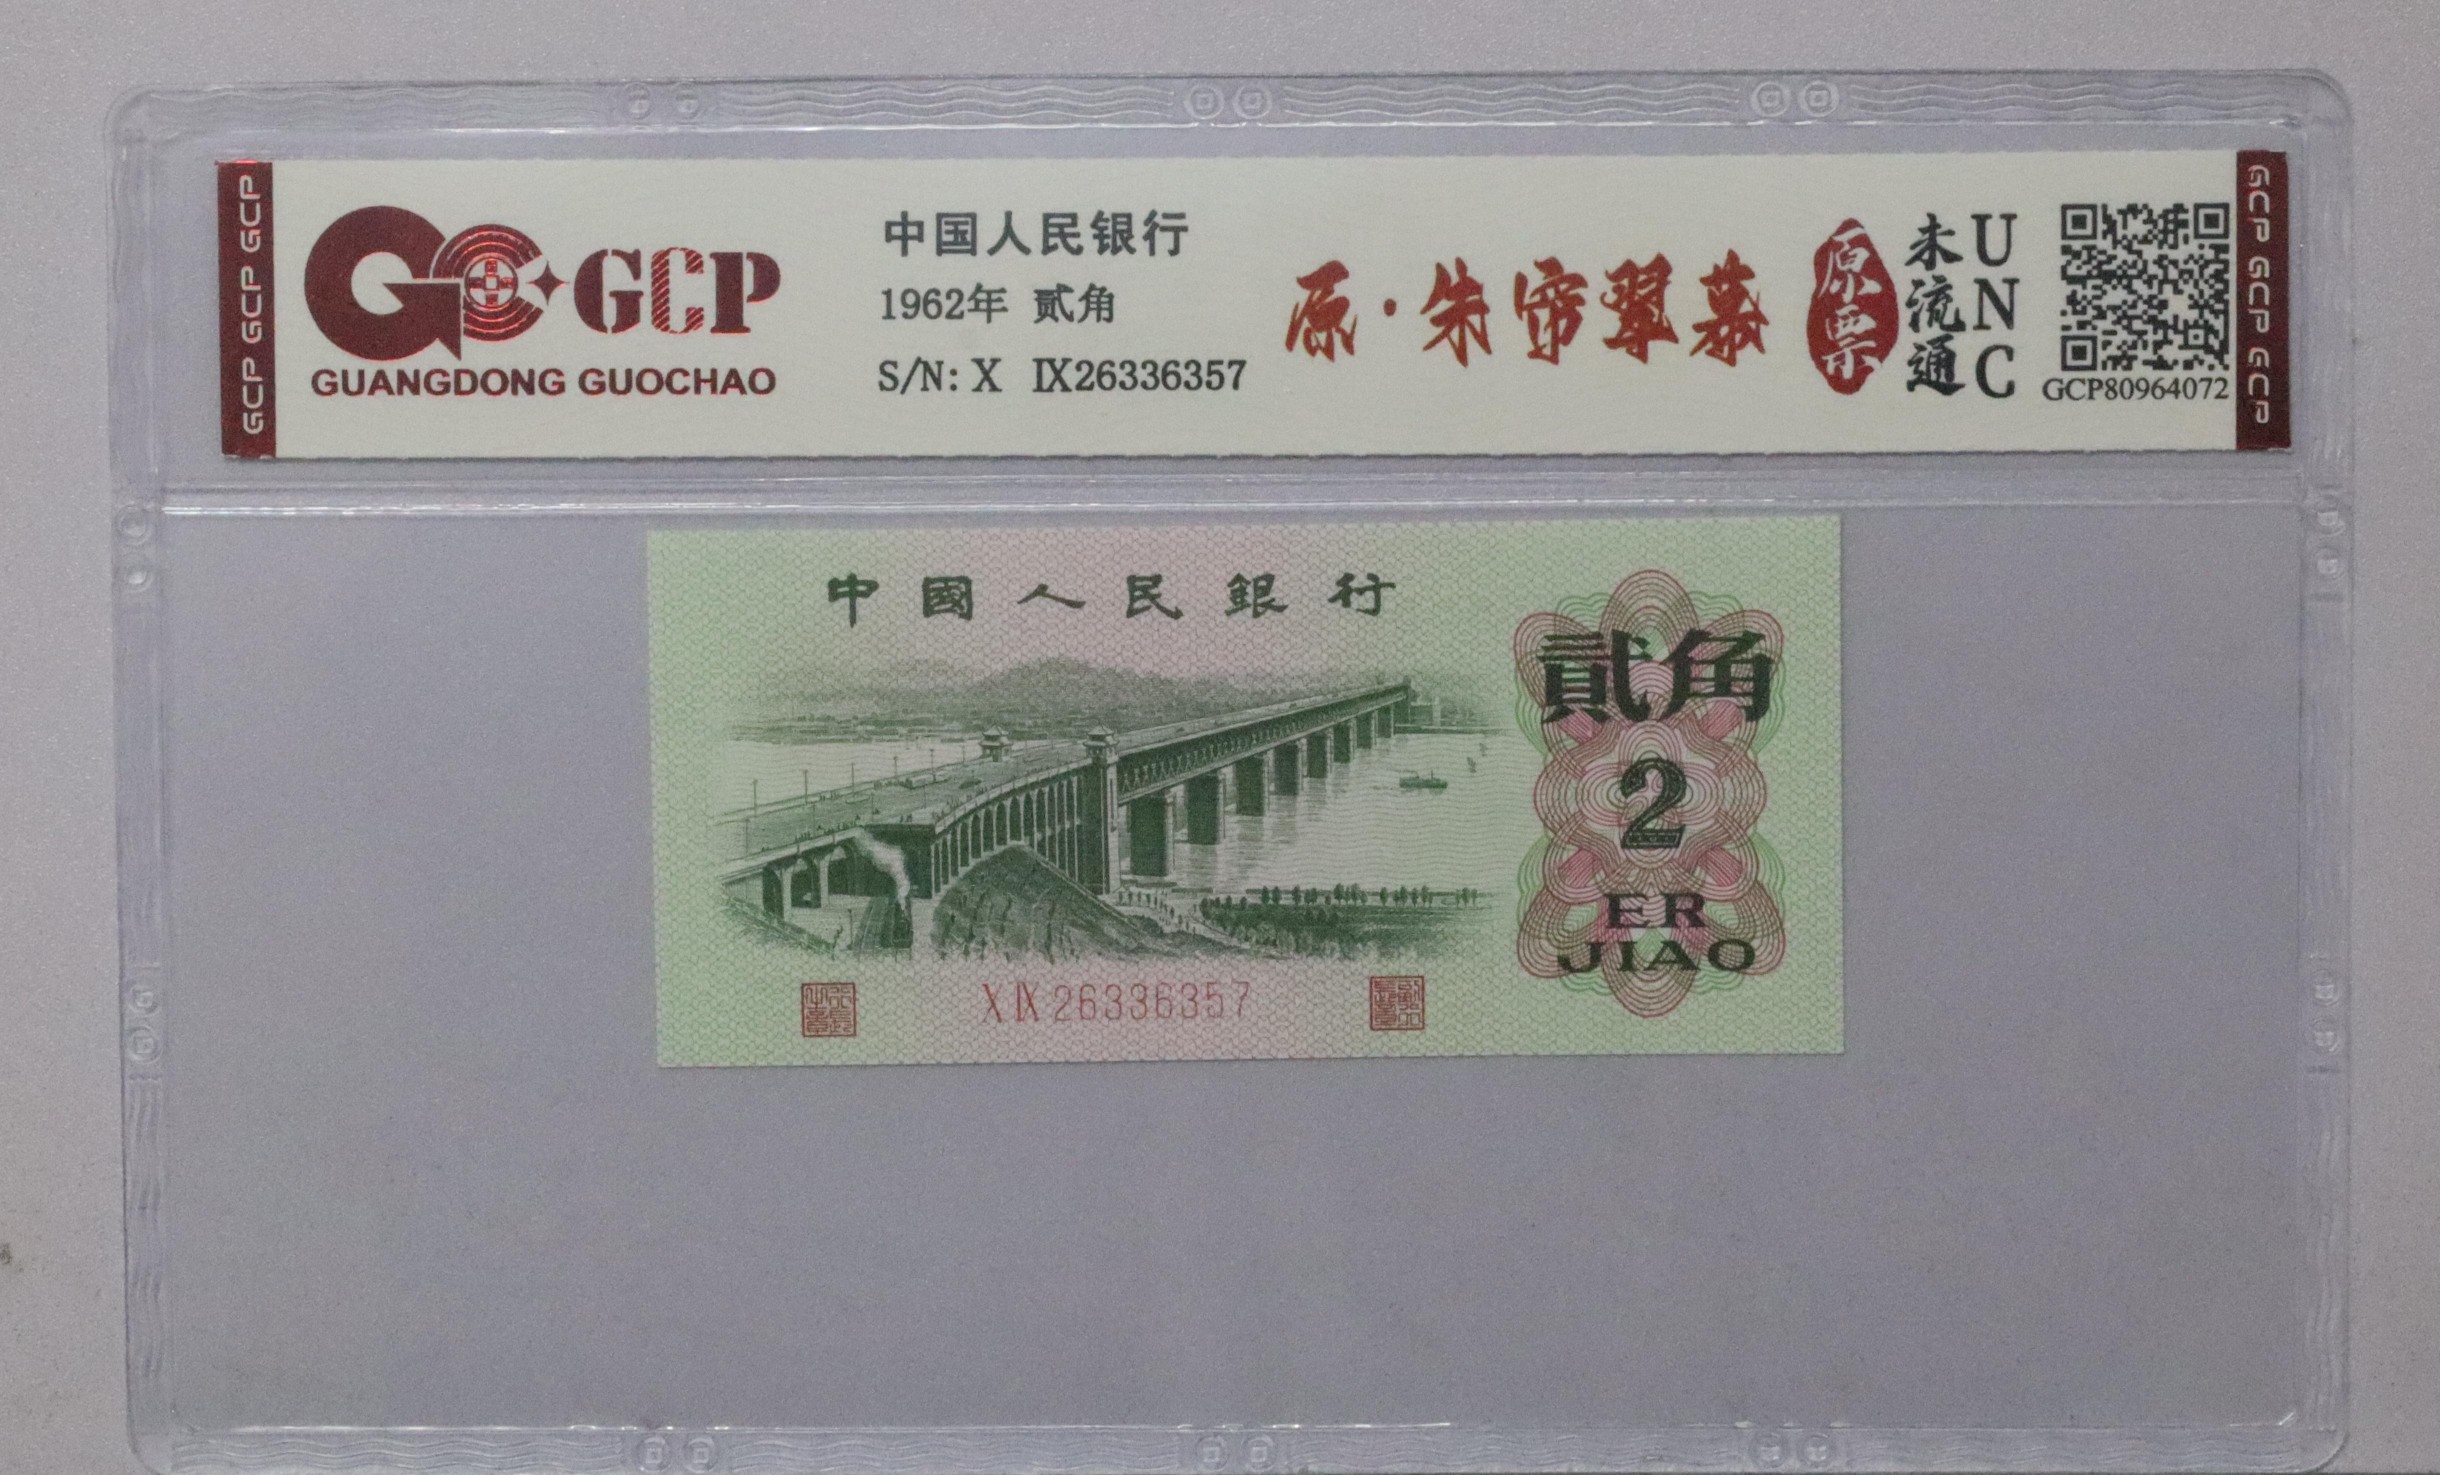 GCP GCP GCP
GCP
GUANGDONG GUOCHAO
中国人民银行
1962年 贰角
S/N: X IX26336357
原·朱帘翠幕
原票
未流通
UNC
GCP80964072
GCP GCP GCP
中國人民銀行
貳角
2
ER
JIAO
X IX 26336357